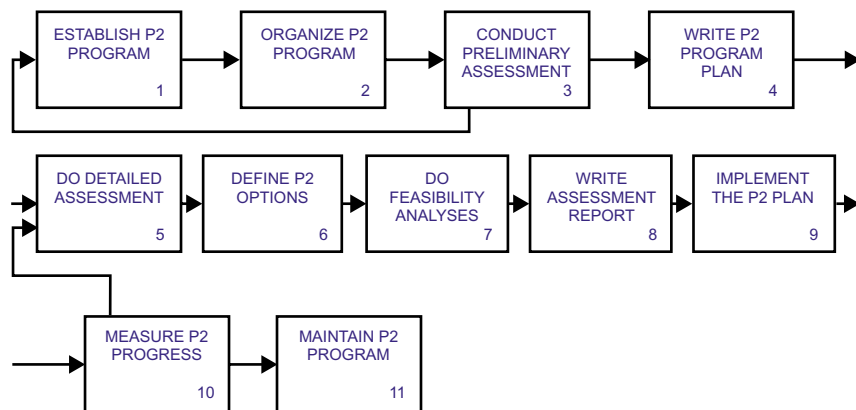 ESTABLISH P2
PROGRAM
1
ORGANIZE P2
PROGRAM
2
CONDUCT
PRELIMINARY
ASSESSMENT
3
WRITE P2
PROGRAM
PLAN
4
DO DETAILED
ASSESSMENT
5
DEFINE P2
OPTIONS
6
DO
FEASIBILITY
ANALYSES
7
WRITE
ASSESSMENT
REPORT
8
IMPLEMENT
THE P2 PLAN
9
MEASURE P2
PROGRESS
10
MAINTAIN P2
PROGRAM
11